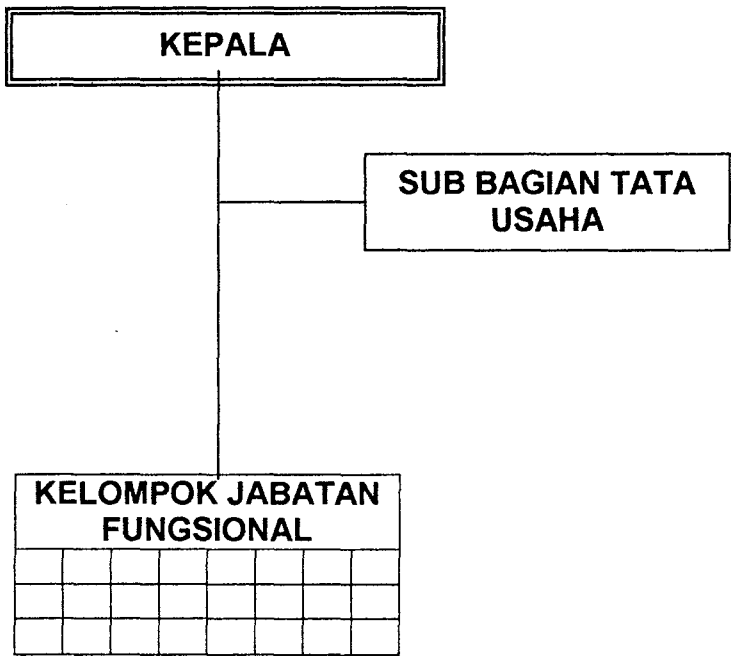 KEPALA
SUB BAGIAN TATA
USAHA
KELOMPOK JABATAN
FUNGSIONAL